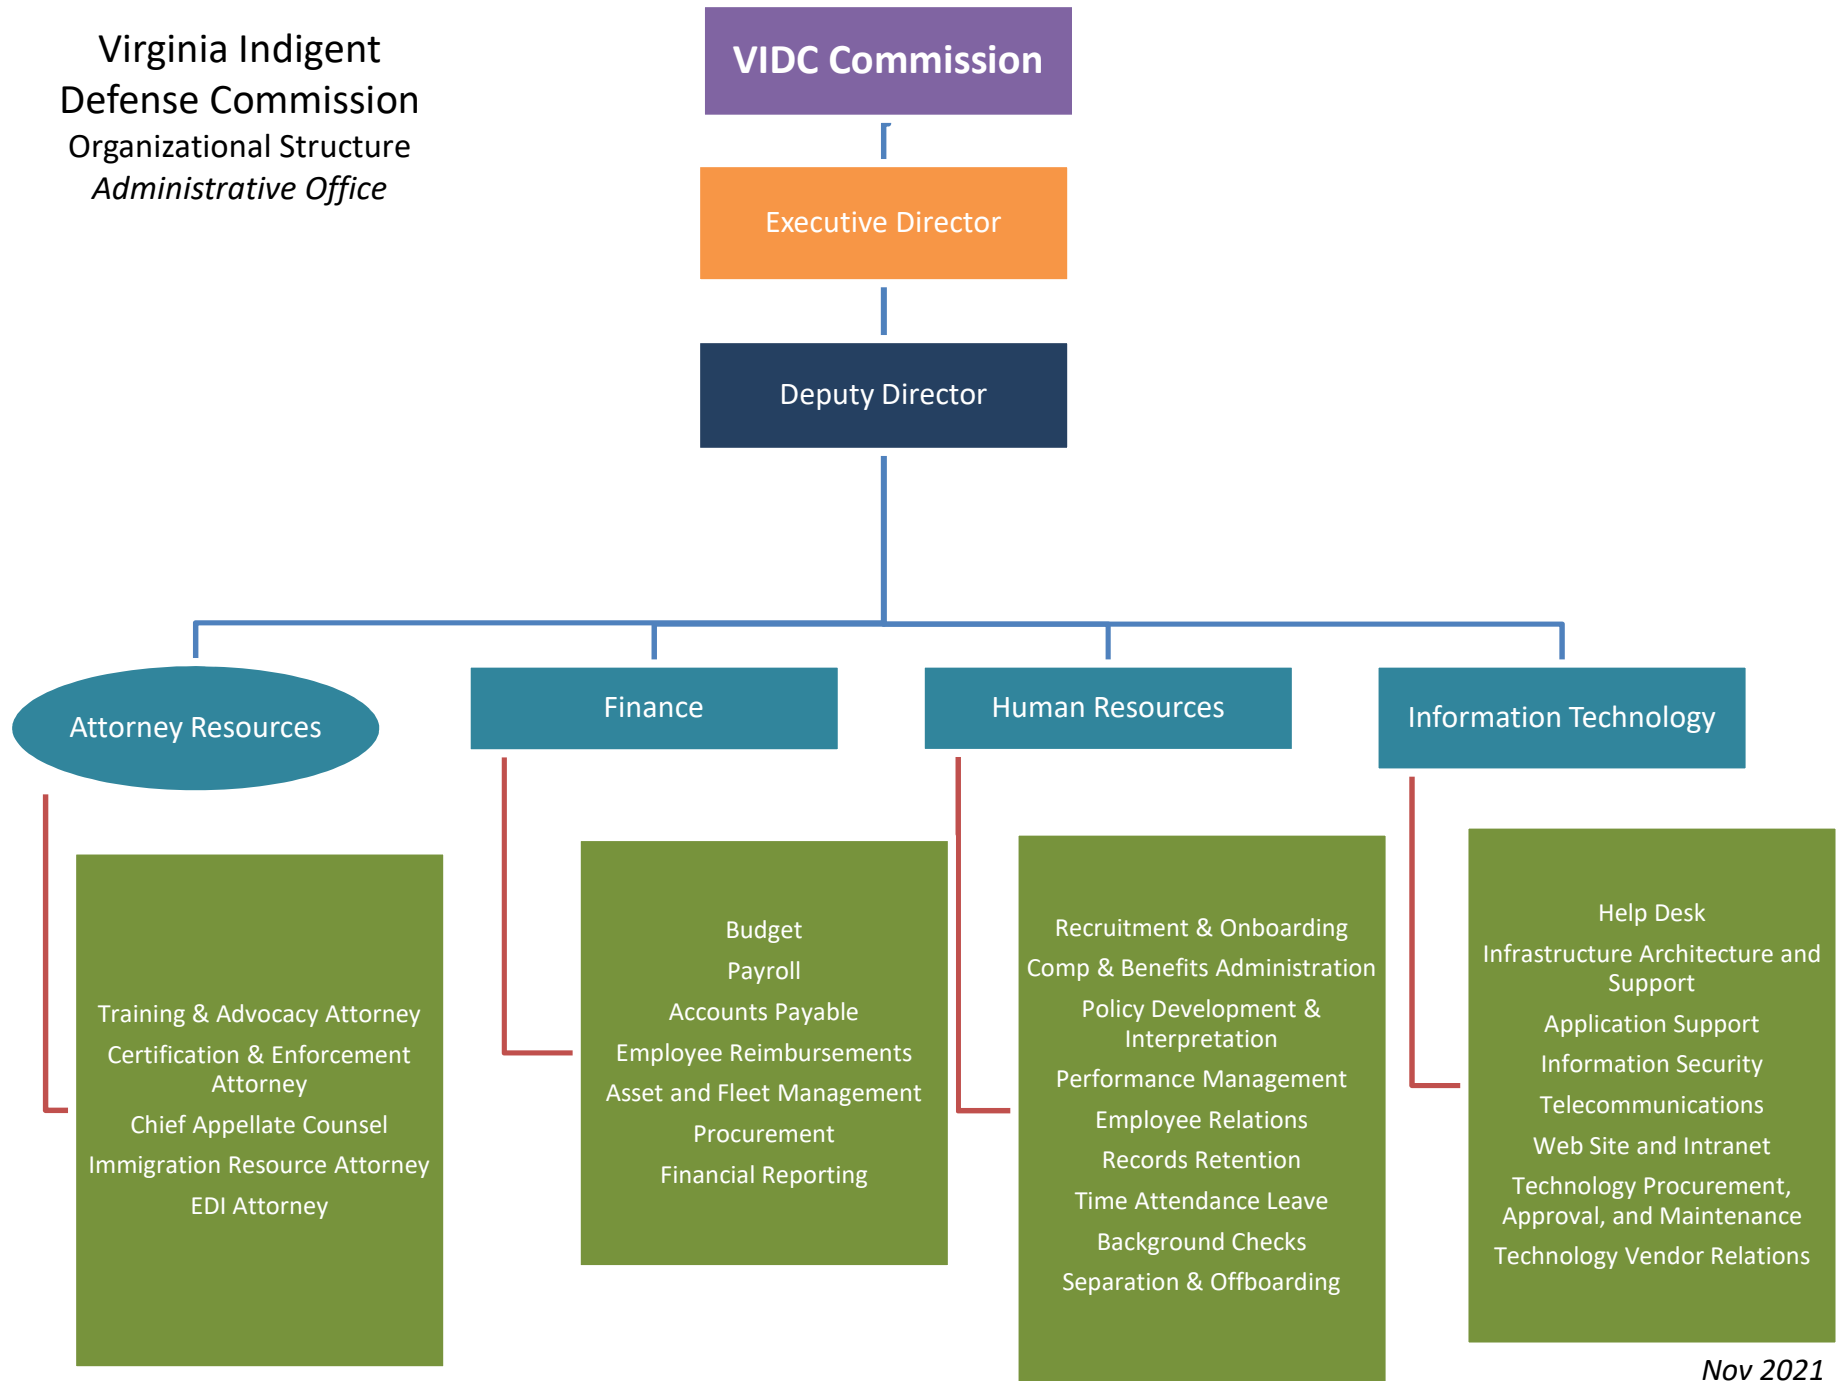 Virginia Indigent
Defense Commission
Organizational Structure
Administrative Office
VIDC Commission
Executive Director
Deputy Director
Attorney Resources
Finance
Human Resources
Information Technology
Training & Advocacy Attorney
Certification & Enforcement
Attorney
Chief Appellate Counsel
Immigration Resource Attorney
EDI Attorney
Budget
Payroll
Accounts Payable
Employee Reimbursements
Asset and Fleet Management
Procurement
Financial Reporting
Recruitment & Onboarding
Comp & Benefits Administration
Policy Development &
Interpretation
Performance Management
Employee Relations
Records Retention
Time Attendance Leave
Background Checks
Separation & Offboarding
Help Desk
Infrastructure Architecture and
Support
Application Support
Information Security
Telecommunications
Web Site and Intranet
Technology Procurement,
Approval, and Maintenance
Technology Vendor Relations
Nov 2021